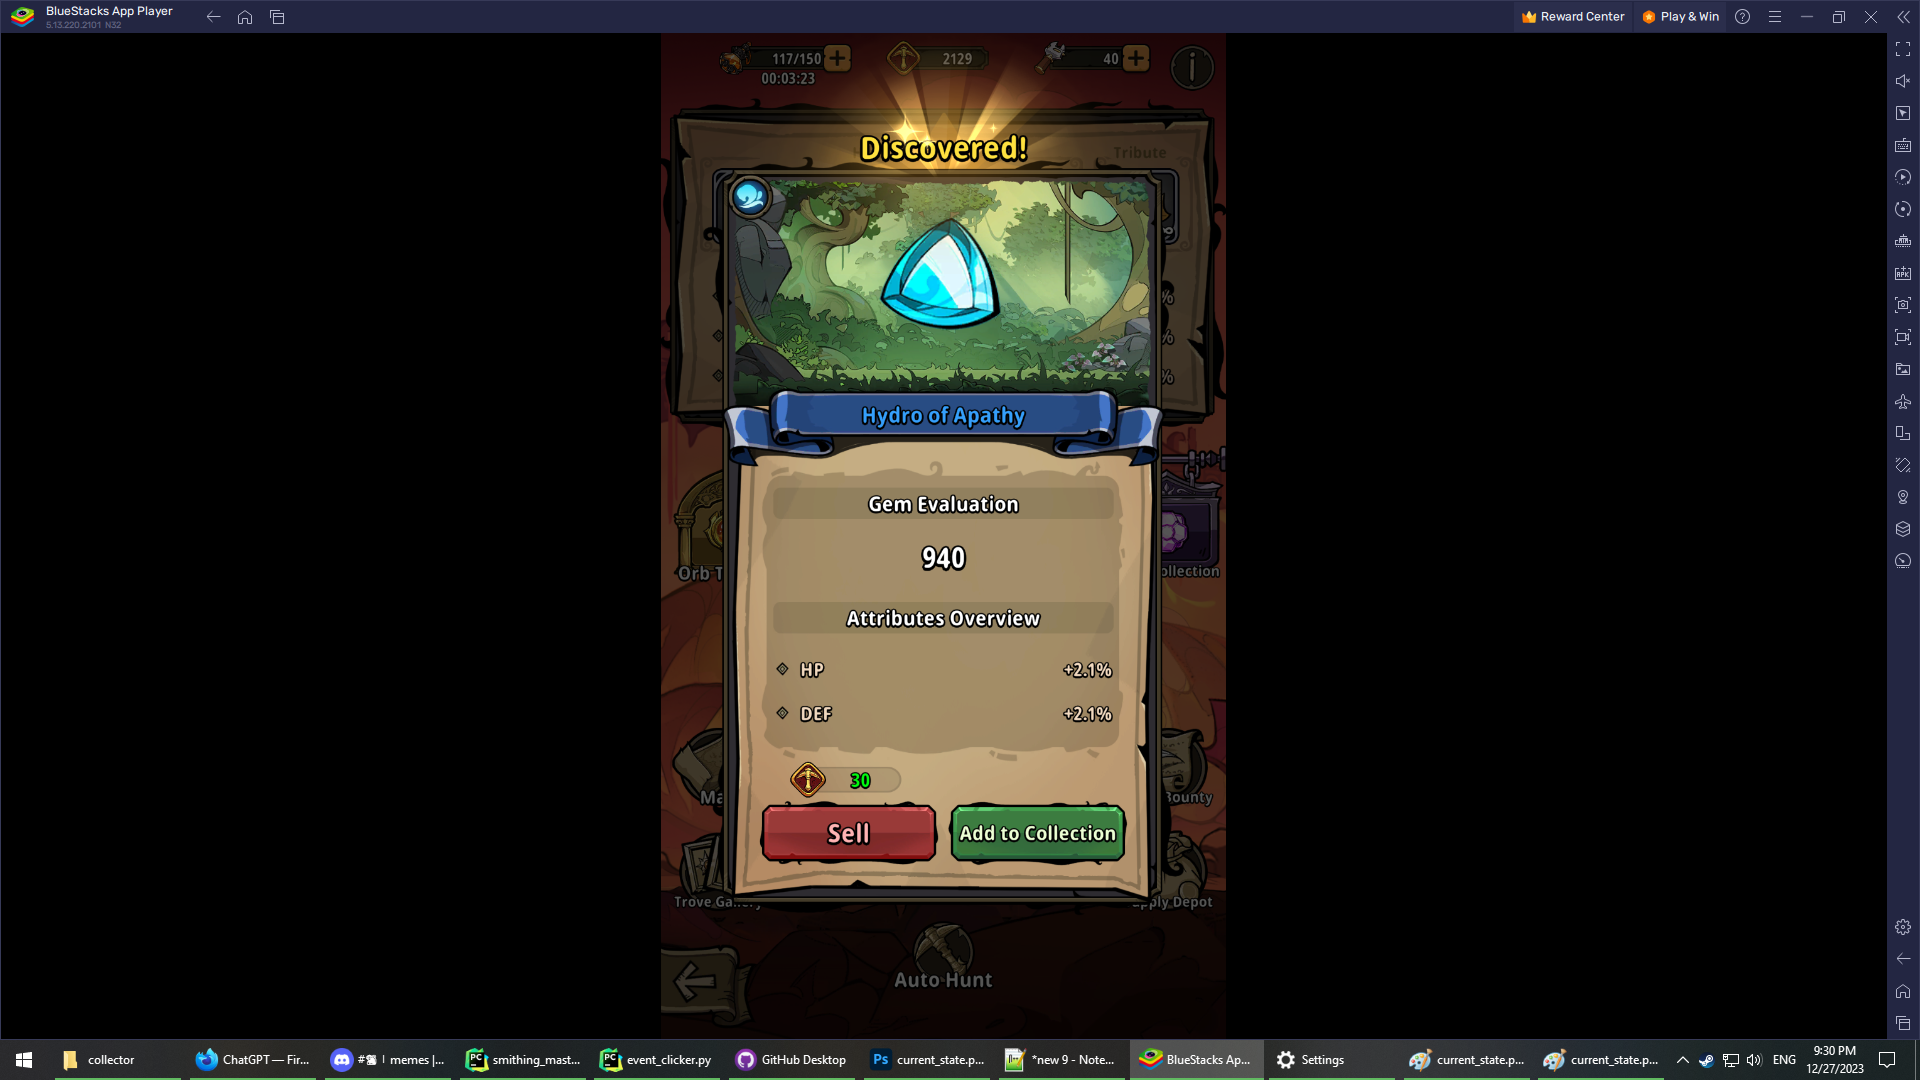 BlueStacks App Player
5.13.220.2101 N32
Reward Center
Play & Win
117/150
00:03:23
2129
40
Discovered!
Tribute
Hydro of Apathy
Gem Evaluation
940
Attributes Overview
HP +2.1%
DEF +2.1%
30
Sell
Add to Collection
Orb T
ollection
Ma
Bounty
Trove Gallery
upply Depot
Auto Hunt
collector
ChatGPT — Fir...
memes |...
smithing_mast...
event_clicker.py
GitHub Desktop
current_state.p...
*new 9 - Note...
BlueStacks Ap...
Settings
current_state.p...
current_state.p...
ENG
9:30 PM
12/27/2023